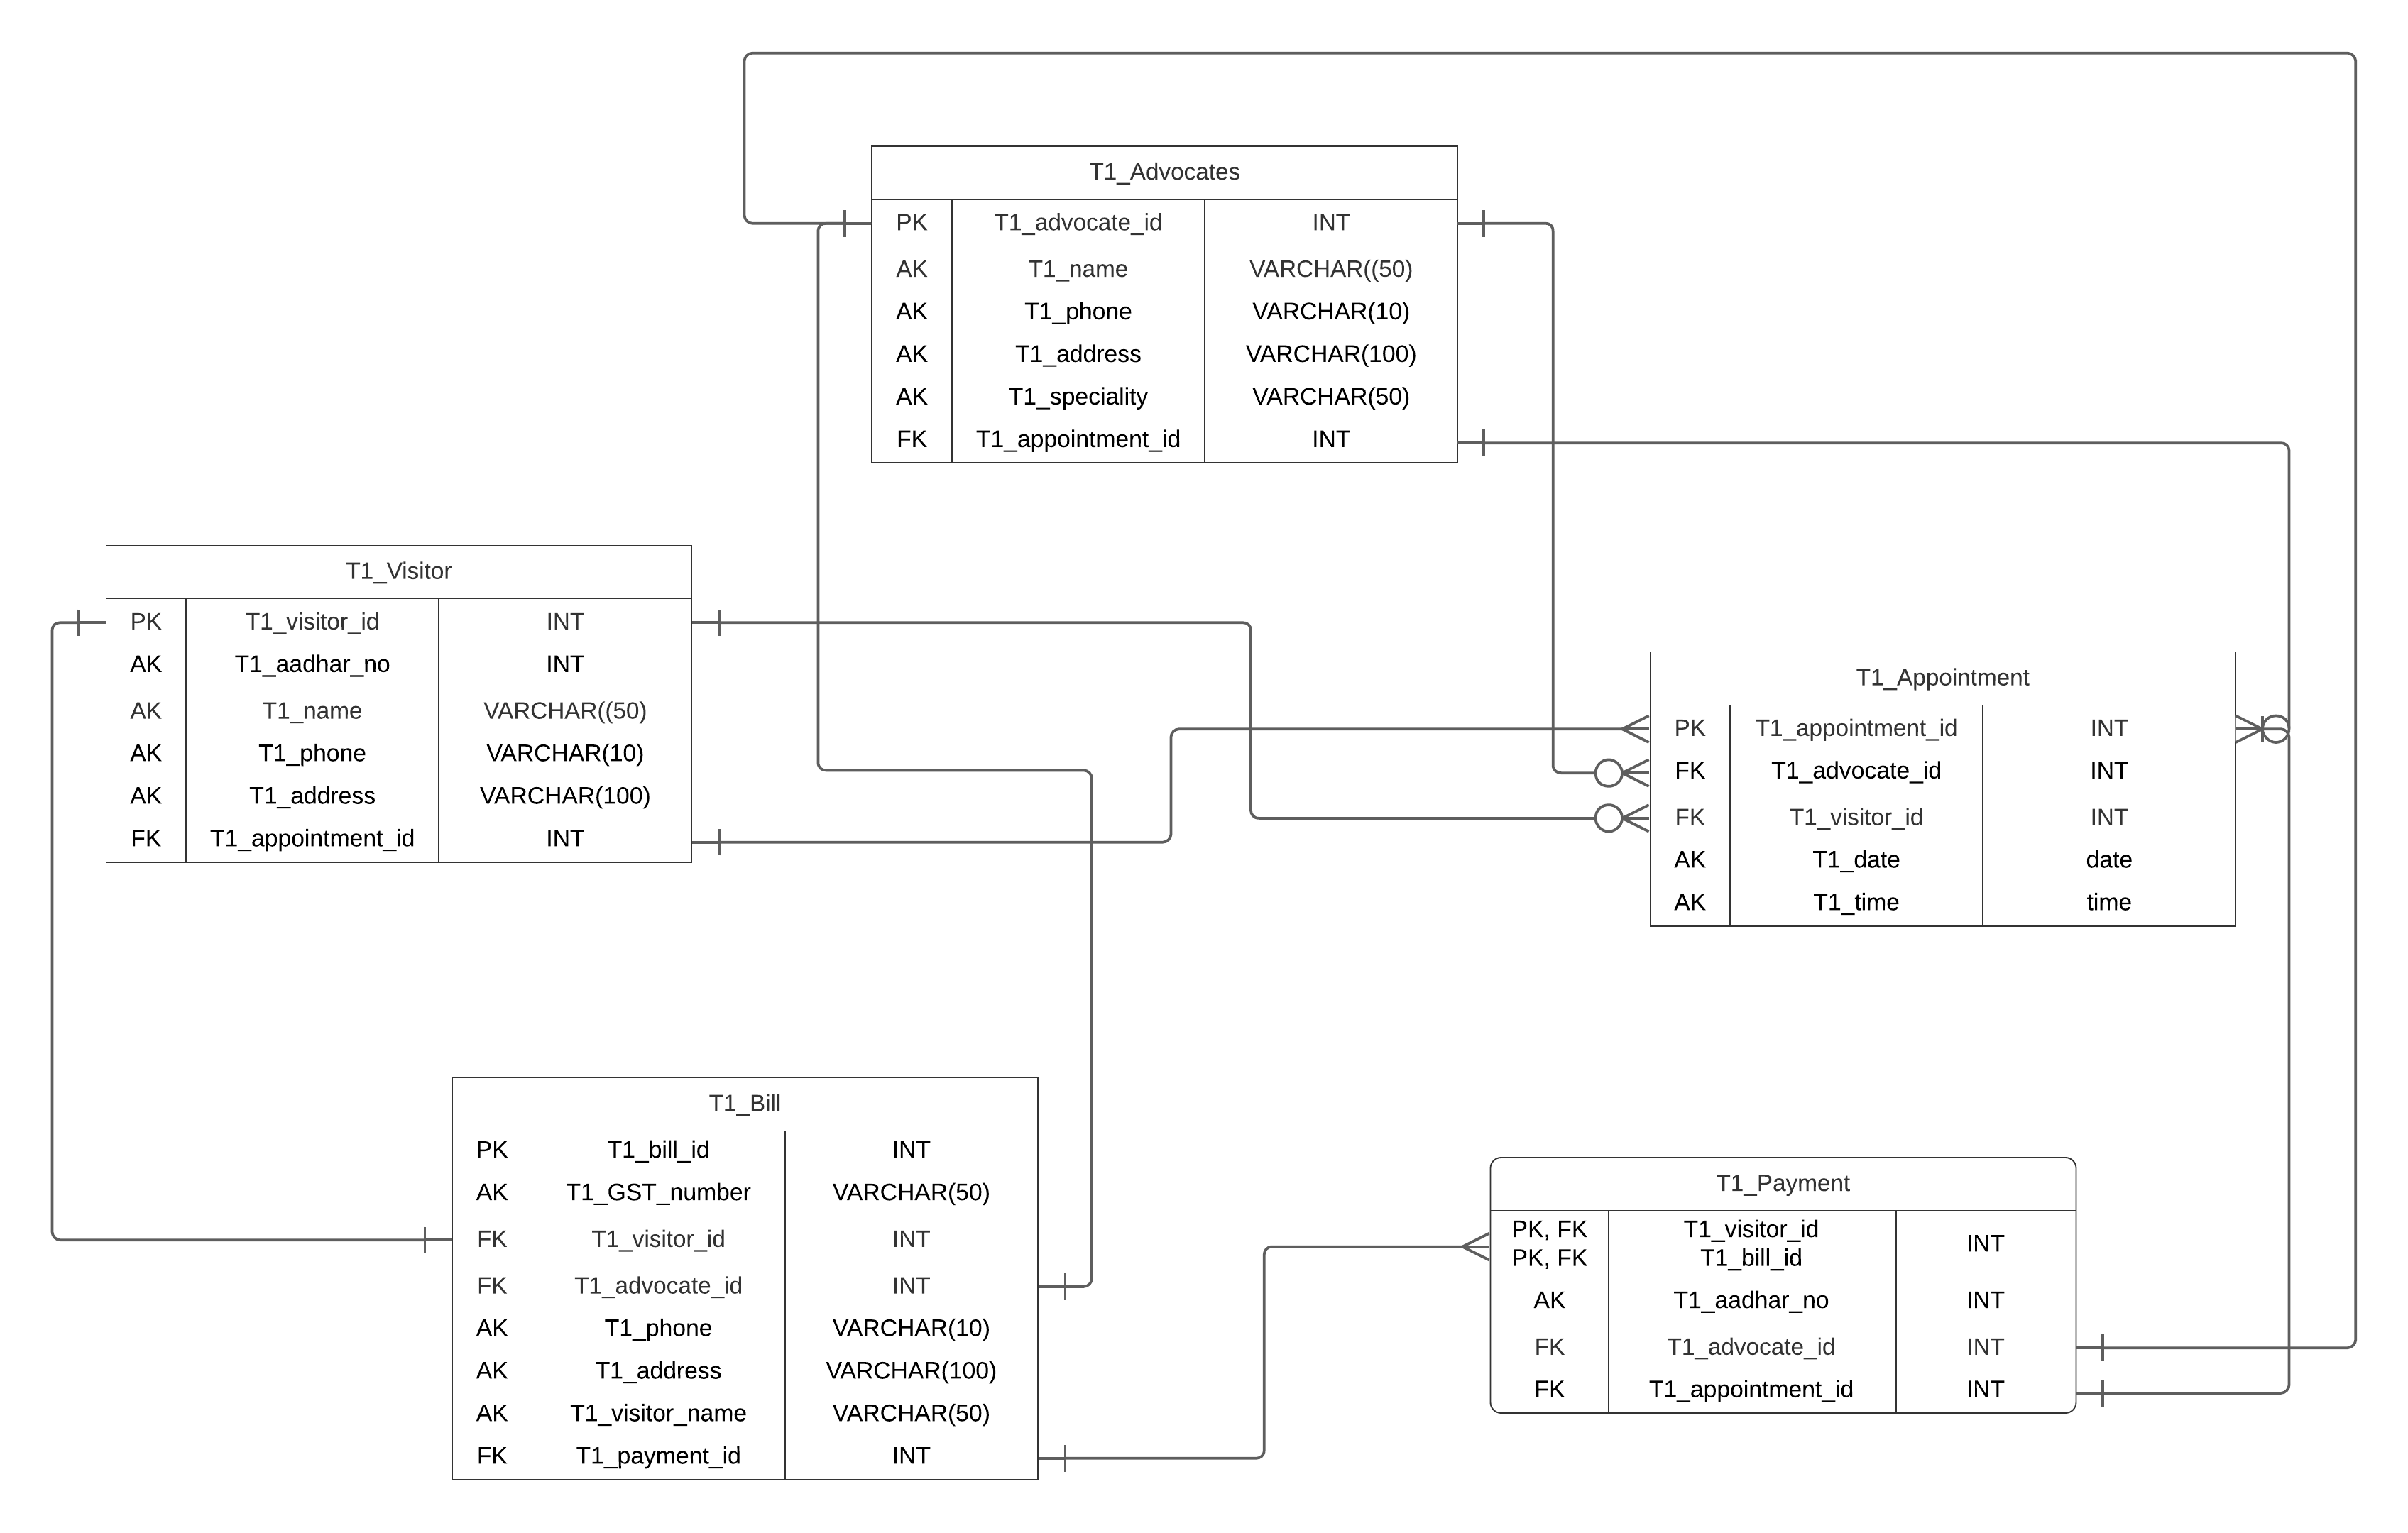 T1_Advocates
PK T1_advocate_id INT
AK T1_name VARCHAR((50)
AK T1_phone VARCHAR(10)
AK T1_address VARCHAR(100)
AK T1_speciality VARCHAR(50)
FK T1_appointment_id INT
T1_Visitor
PK T1_visitor_id INT
AK T1_aadhar_no INT
AK T1_name VARCHAR((50)
AK T1_phone VARCHAR(10)
AK T1_address VARCHAR(100)
FK T1_appointment_id INT
T1_Appointment
PK T1_appointment_id INT
FK T1_advocate_id INT
FK T1_visitor_id INT
AK T1_date date
AK T1_time time
T1_Bill
PK T1_bill_id INT
AK T1_GST_number VARCHAR(50)
FK T1_visitor_id INT
FK T1_advocate_id INT
AK T1_phone VARCHAR(10)
AK T1_address VARCHAR(100)
AK T1_visitor_name VARCHAR(50)
FK T1_payment_id INT
T1_Payment
PK, FK T1_visitor_id INT
PK, FK T1_bill_id
AK T1_aadhar_no INT
FK T1_advocate_id INT
FK T1_appointment_id INT